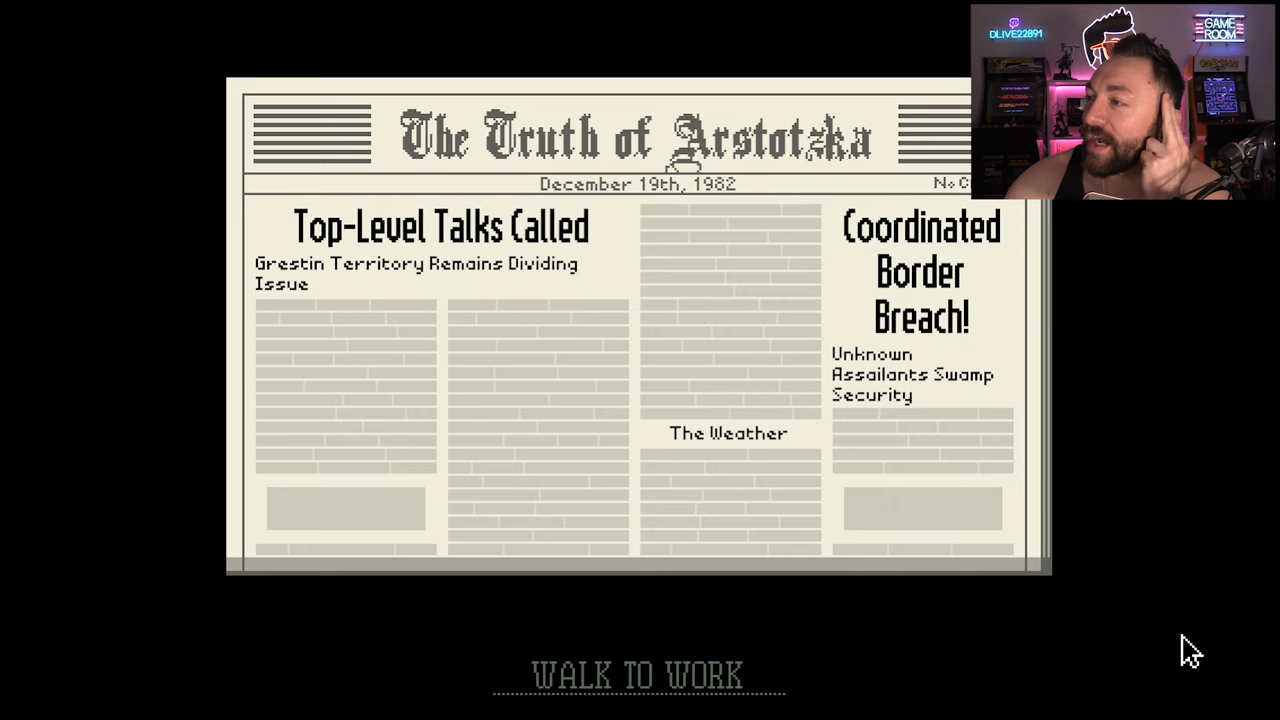 DLIVE22891
GAME
ROOM
The Truth of Arstotzka
December 19th, 1982
Top-Level Talks Called
Grestin Territory Remains Dividing
Issue
The Weather
Coordinated
Border
Breach!
Unknown
Assailants Swamp
Security
WALK TO WORK